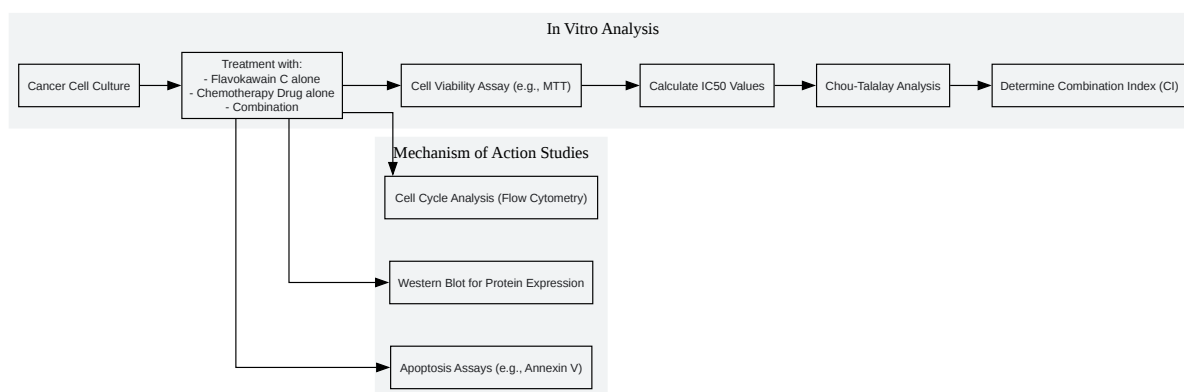 In Vitro Analysis
Cancer Cell Culture
Treatment with:
- Flavokawain C alone
- Chemotherapy Drug alone
- Combination
Cell Viability Assay (e.g., MTT)
Calculate IC50 Values
Chou-Talalay Analysis
Determine Combination Index (CI)
Mechanism of Action Studies
Cell Cycle Analysis (Flow Cytometry)
Western Blot for Protein Expression
Apoptosis Assays (e.g., Annexin V)